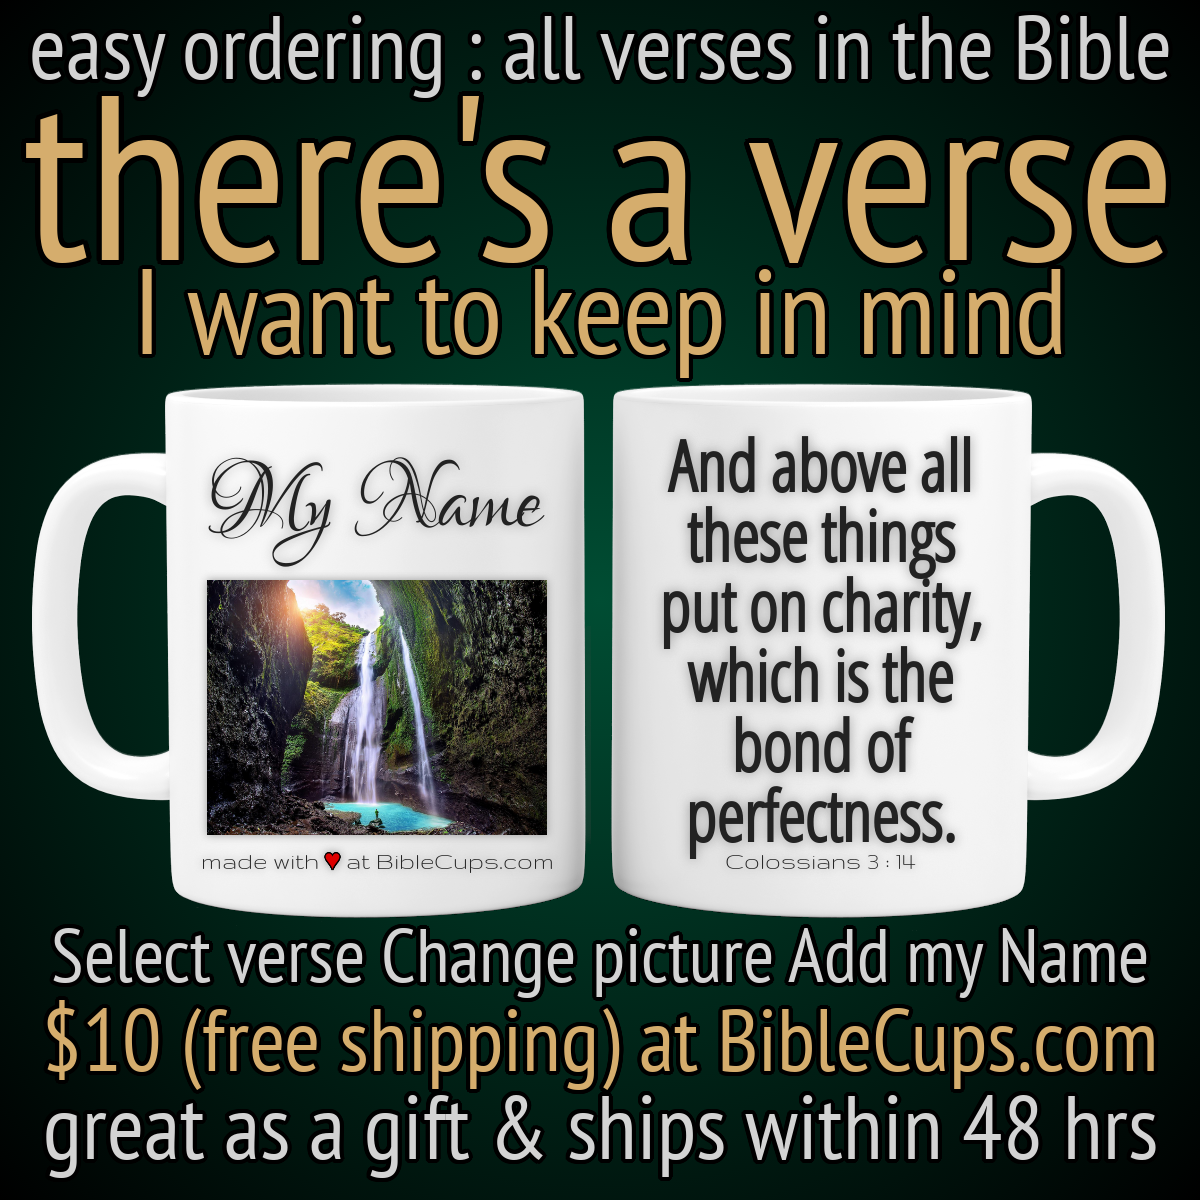 easy ordering : all verses in the Bible
there's a verse
I want to keep in mind
My Name
made with ♥ at BibleCups.com
And above all
these things
put on charity,
which is the
bond of
perfectness.
Colossians 3 : 14
Select verse Change picture Add my Name
$10 (free shipping) at BibleCups.com
great as a gift & ships within 48 hrs